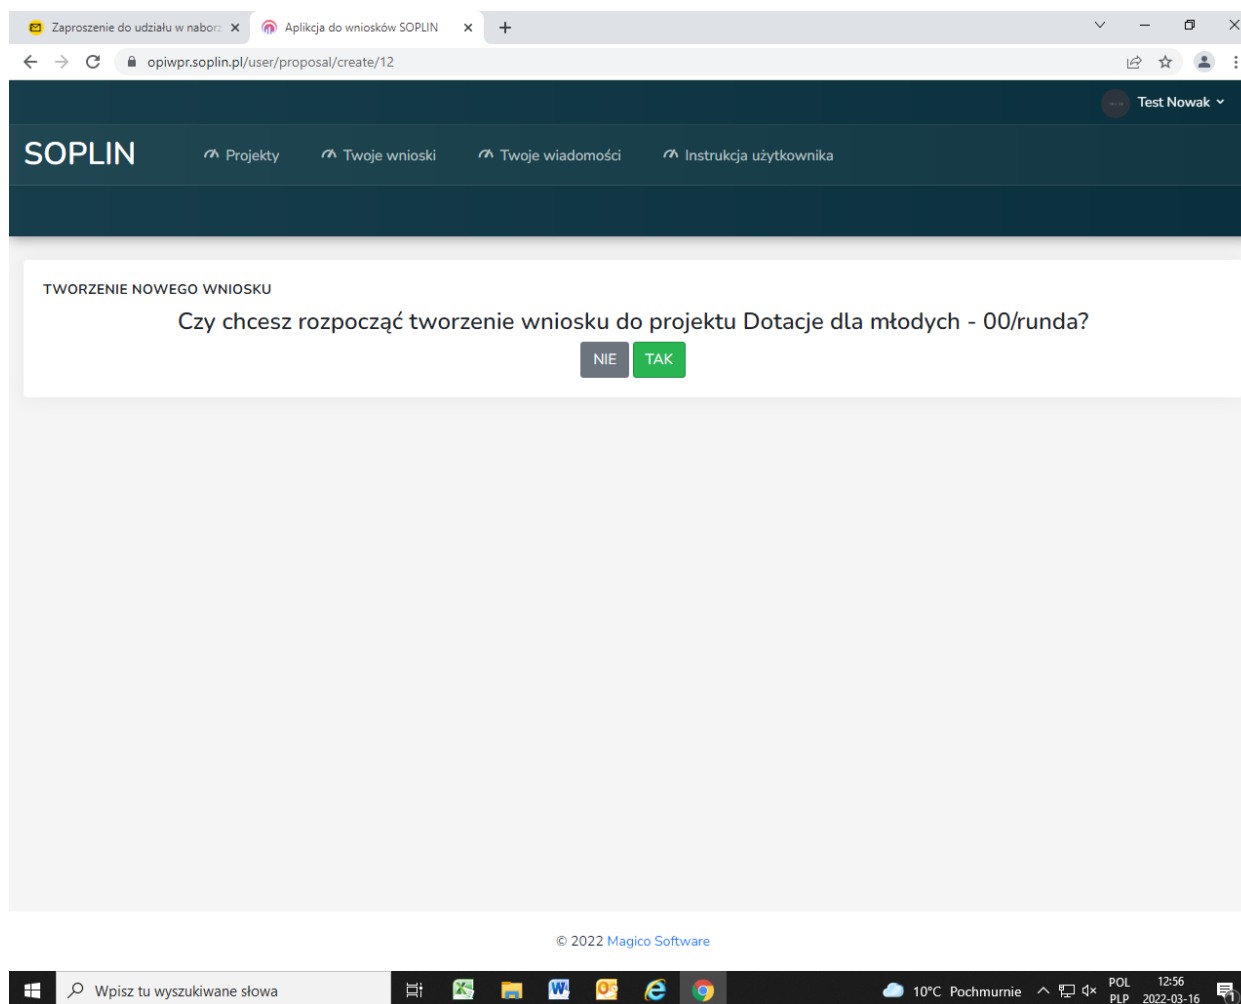 Zaproszenie do udziału w nabor
Aplikcja do wniosków SOPLIN
opiwpr.soplin.pl/user/proposal/create/12
Test Nowak
SOPLIN
Projekty
Twoje wnioski
Twoje wiadomości
Instrukcja użytkownika
TWORZENIE NOWEGO WNIOSKU
Czy chcesz rozpocząć tworzenie wniosku do projektu Dotacje dla młodych - 00/runda?
NIE
TAK
© 2022 Magico Software
Wpisz tu wyszukiwane słowa
10°C Pochmurnie
POL
PLP
12:56
2022-03-16